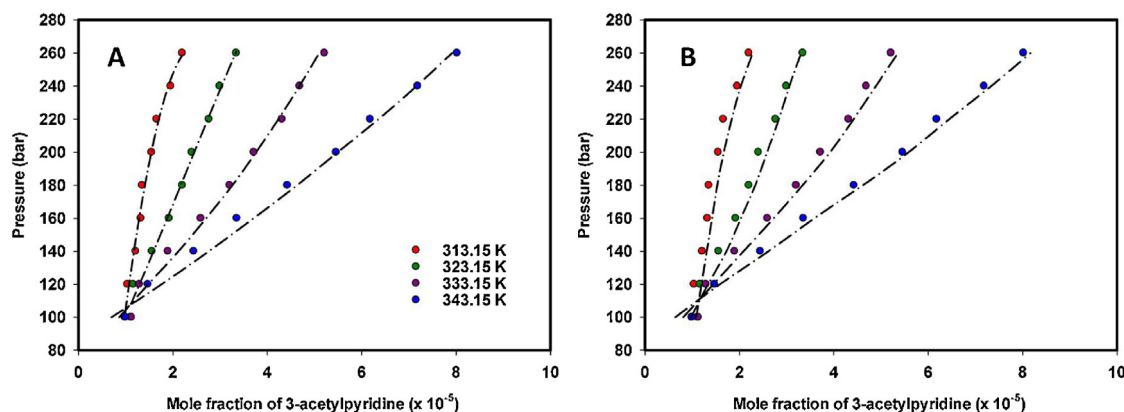 A
Pressure (bar)
280
260
240
220
200
180
160
140
120
100
80
313.15 K
323.15 K
333.15 K
343.15 K
0 2 4 6 8 10
Mole fraction of 3-acetylpyridine (x 10⁻⁵)
B
Pressure (bar)
280
260
240
220
200
180
160
140
120
100
80
0 2 4 6 8 10
Mole fraction of 3-acetylpyridine (x 10⁻⁵)